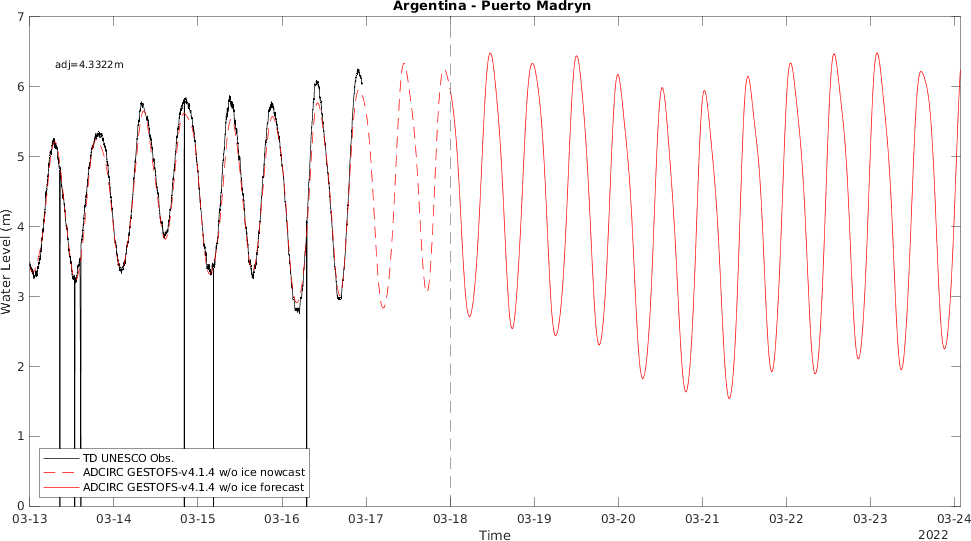 Argentina - Puerto Madryn
adj=4.3322m
Water Level (m)
7
6
5
4
3
2
1
0
TD UNESCO Obs.
ADCIRC GESTOFS-v4.1.4 w/o ice nowcast
ADCIRC GESTOFS-v4.1.4 w/o ice forecast
03-13 03-14 03-15 03-16 03-17 03-18 03-19 03-20 03-21 03-22 03-23 03-24
Time
2022